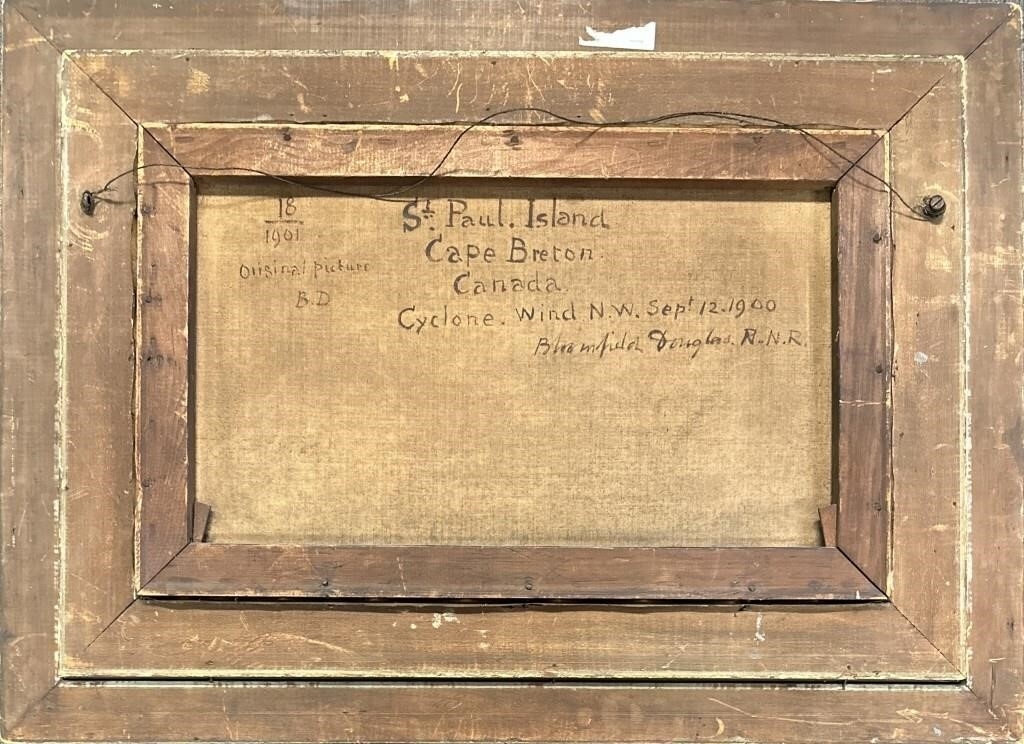 18
1901
Original picture
B.D
St. Paul. Island
Cape Breton.
Canada.
Cyclone. Wind N.W. Sept 12. 1900
Bloomfield Douglas. R.N.R.